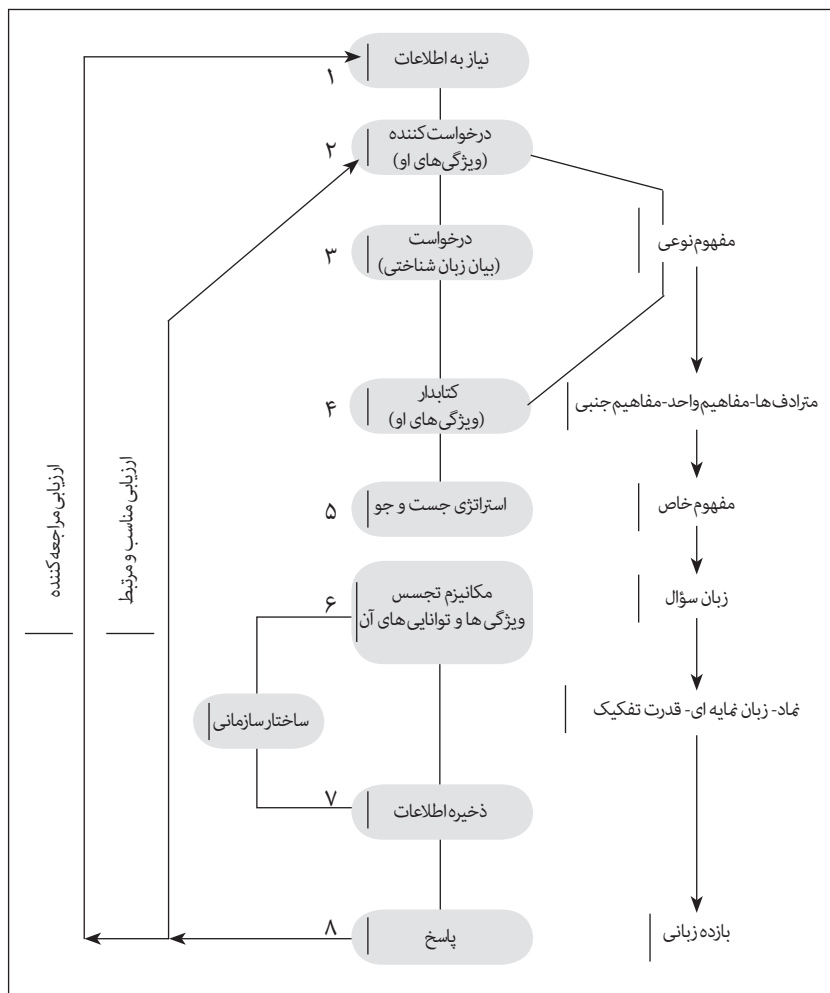 نیاز به اطلاعات
۱
درخواست‌کننده
(ویژگی‌های او)
۲
درخواست
(بیان زبان شناختی)
۳
مفهوم نوعی
کتابدار
(ویژگی‌های او)
۴
مترادف‌ها-مفاهیم واحد-مفاهیم جنبی
استراتژی جست و جو
۵
مفهوم خاص
مکانیزم تجسس
ویژگی ها و توانایی‌های آن
۶
زبان سؤال
ساختار سازمانی
نماد- زبان نمایه ای- قدرت تفکیک
ذخیره اطلاعات
۷
پاسخ
۸
بازده زبانی
ارزیابی مناسب و مرتبط
ارزیابی مراجعه‌کننده